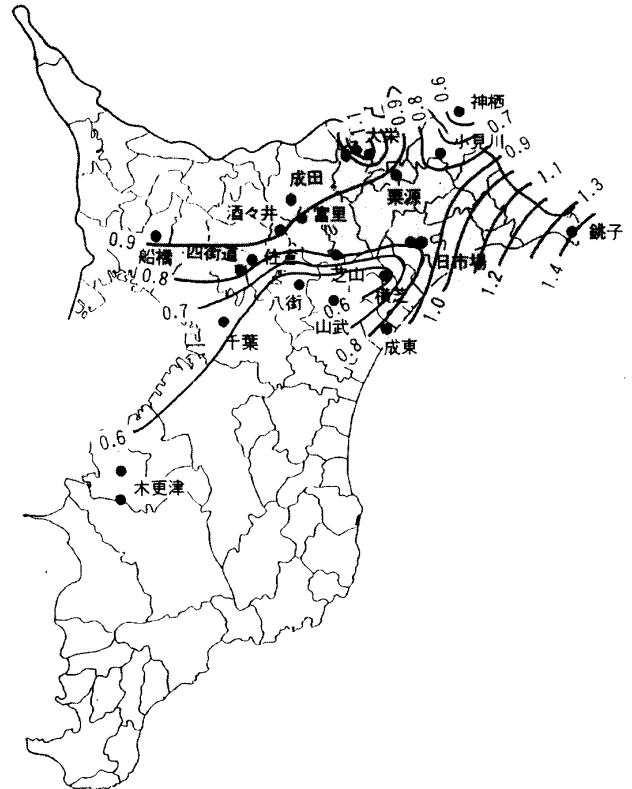 0.6
神栖
0.9
0.8
0.7
大栄
小見川
0.9
成田
1.1
栗源
1.3
酒々井
富里
銚子
0.9
船橋
四街道
佐倉
八日市場
0.8
芝山
1.4
1.2
八街
横芝
0.6
1.0
0.7
山武
千葉
成東
0.8
0.6
木更津